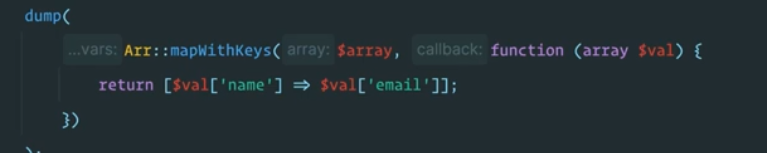 dump(
...vars: Arr::mapWithKeys( array: $array, callback: function (array $val) {
return [$val['name'] => $val['email']];
})
);